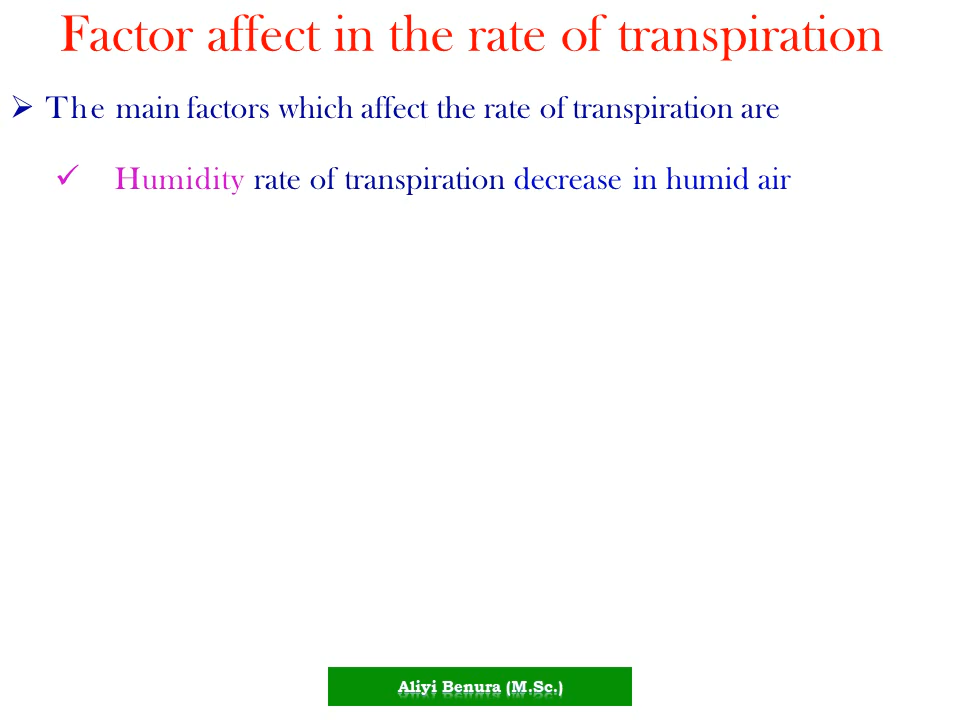 Factor affect in the rate of transpiration
➢ The main factors which affect the rate of transpiration are
✓ Humidity rate of transpiration decrease in humid air
Aliyi Benura (M.Sc.)